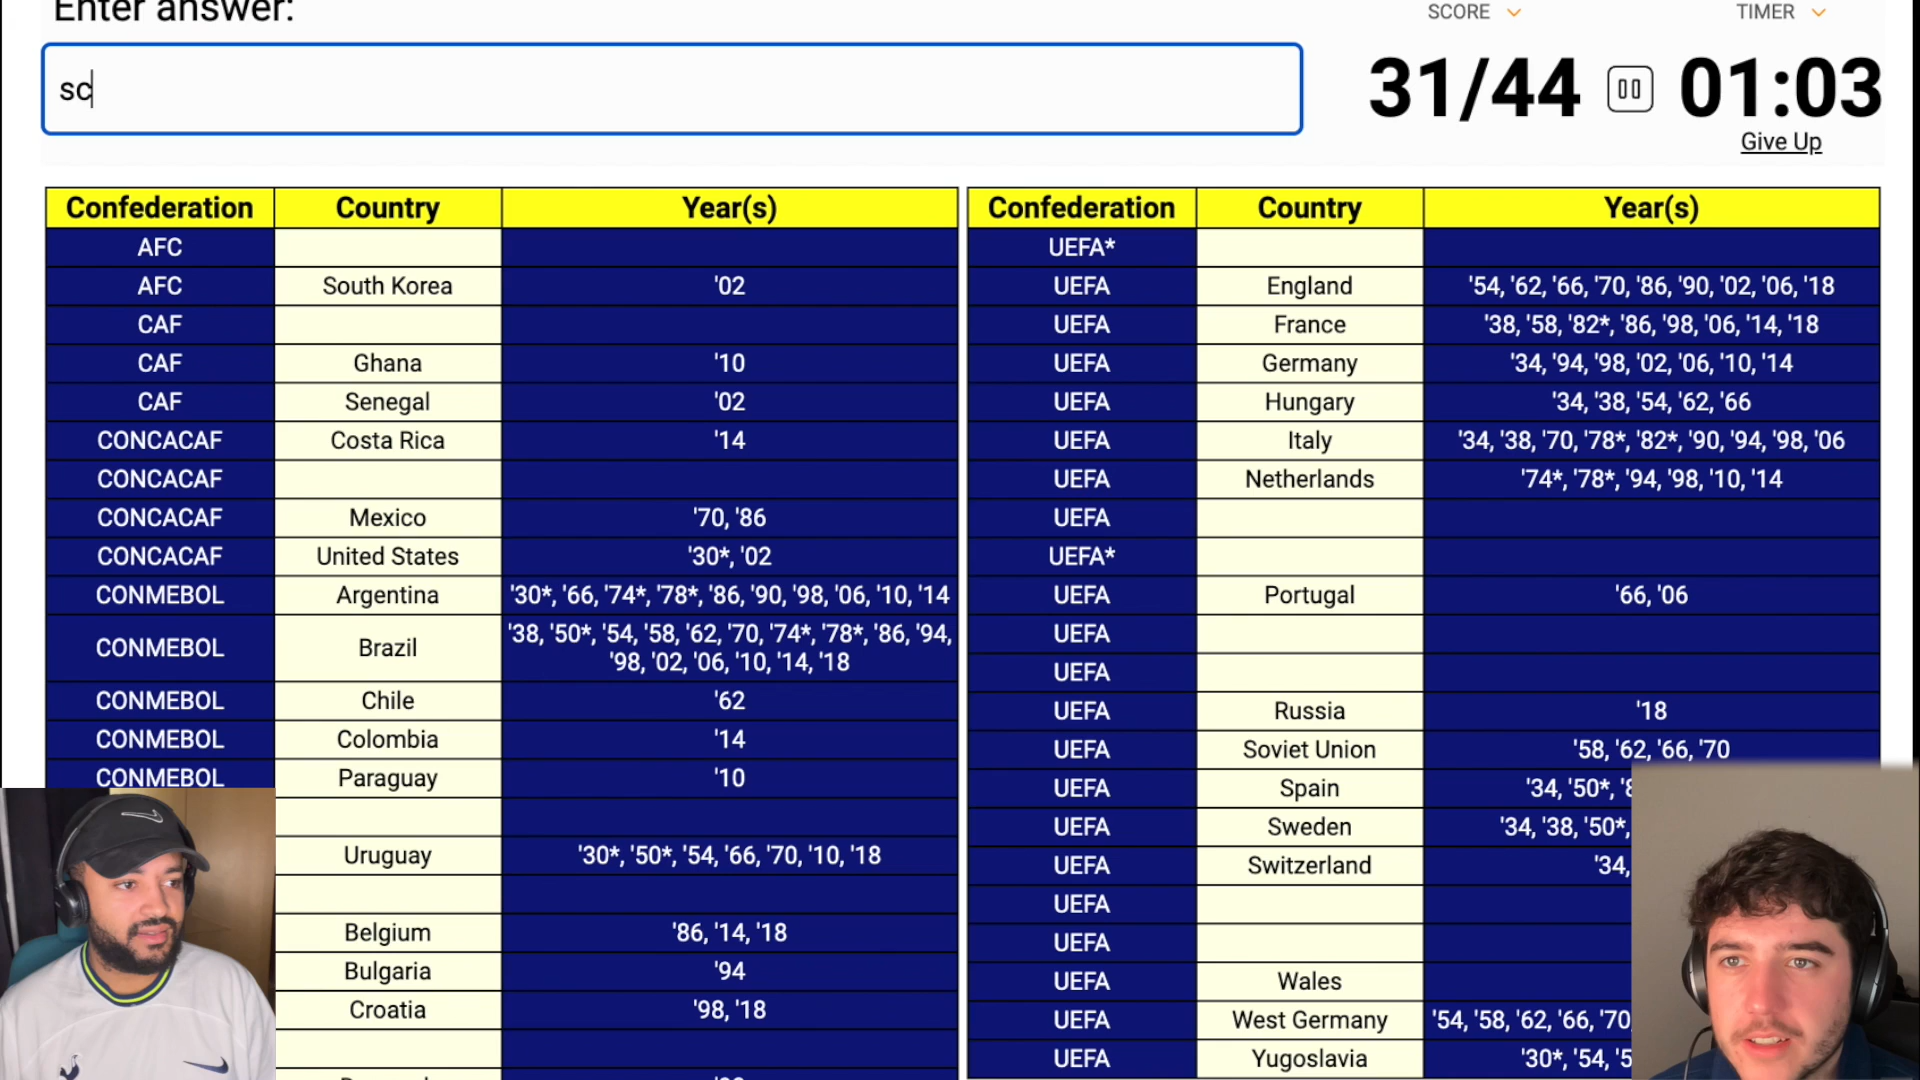 Enter answer:
SCORE
TIMER
sc
31/44
01:03
Give Up
Confederation Country Year(s)
AFC
AFC South Korea '02
CAF
CAF Ghana '10
CAF Senegal '02
CONCACAF Costa Rica '14
CONCACAF
CONCACAF Mexico '70, '86
CONCACAF United States '30*, '02
CONMEBOL Argentina '30*, '66, '74*, '78*, '86, '90, '98, '06, '10, '14
CONMEBOL Brazil '38, '50*, '54, '58, '62, '70, '74*, '78*, '86, '94,
'98, '02, '06, '10, '14, '18
CONMEBOL Chile '62
CONMEBOL Colombia '14
CONMEBOL Paraguay '10
Uruguay '30*, '50*, '54, '66, '70, '10, '18
Belgium '86, '14, '18
Bulgaria '94
Croatia '98, '18
Confederation Country Year(s)
UEFA*
UEFA England '54, '62, '66, '70, '86, '90, '02, '06, '18
UEFA France '38, '58, '82*, '86, '98, '06, '14, '18
UEFA Germany '34, '94, '98, '02, '06, '10, '14
UEFA Hungary '34, '38, '54, '62, '66
UEFA Italy '34, '38, '70, '78*, '82*, '90, '94, '98, '06
UEFA Netherlands '74*, '78*, '94, '98, '10, '14
UEFA
UEFA*
UEFA Portugal '66, '06
UEFA
UEFA
UEFA Russia '18
UEFA Soviet Union '58, '62, '66, '70
UEFA Spain '34, '50*,
UEFA Sweden '34, '38, '50*,
UEFA Switzerland '34,
UEFA
UEFA
UEFA Wales
UEFA West Germany '54, '58, '62, '66, '70
UEFA Yugoslavia '30*, '54,